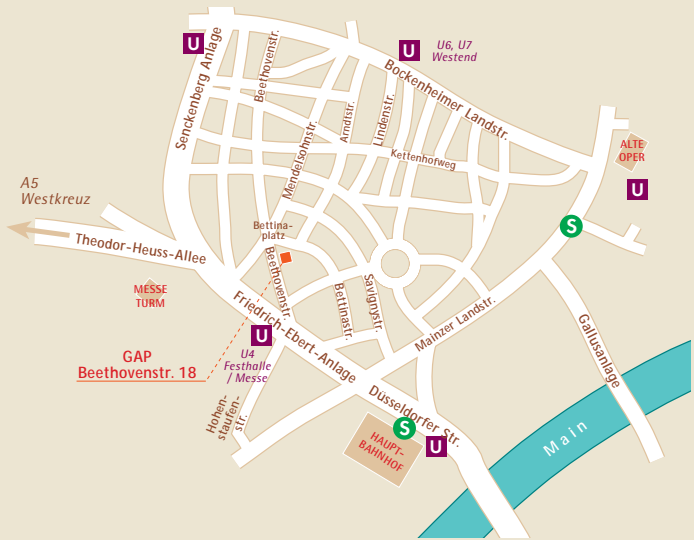 U
Senckenberg Anlage
Beethovenstr.
U
U6, U7
Westend
Bockenheimer Landstr.
Mendelsohnstr.
Arndtstr.
Lindenstr.
Kettenhofweg
ALTE
OPER
U
S
A5
Westkreuz
Theodor-Heuss-Allee
Bettina-
platz
Beethovenstr.
Bettinastr.
Savignystr.
MESSE
TURM
Friedrich-Ebert-Anlage
Mainzer Landstr.
Gallusanlage
U
U4
Festhalle
/ Messe
GAP
Beethovenstr. 18
Hohen-
staufen-
str.
Düsseldorfer Str.
S
U
HAUPT-
BAHNHOF
Main